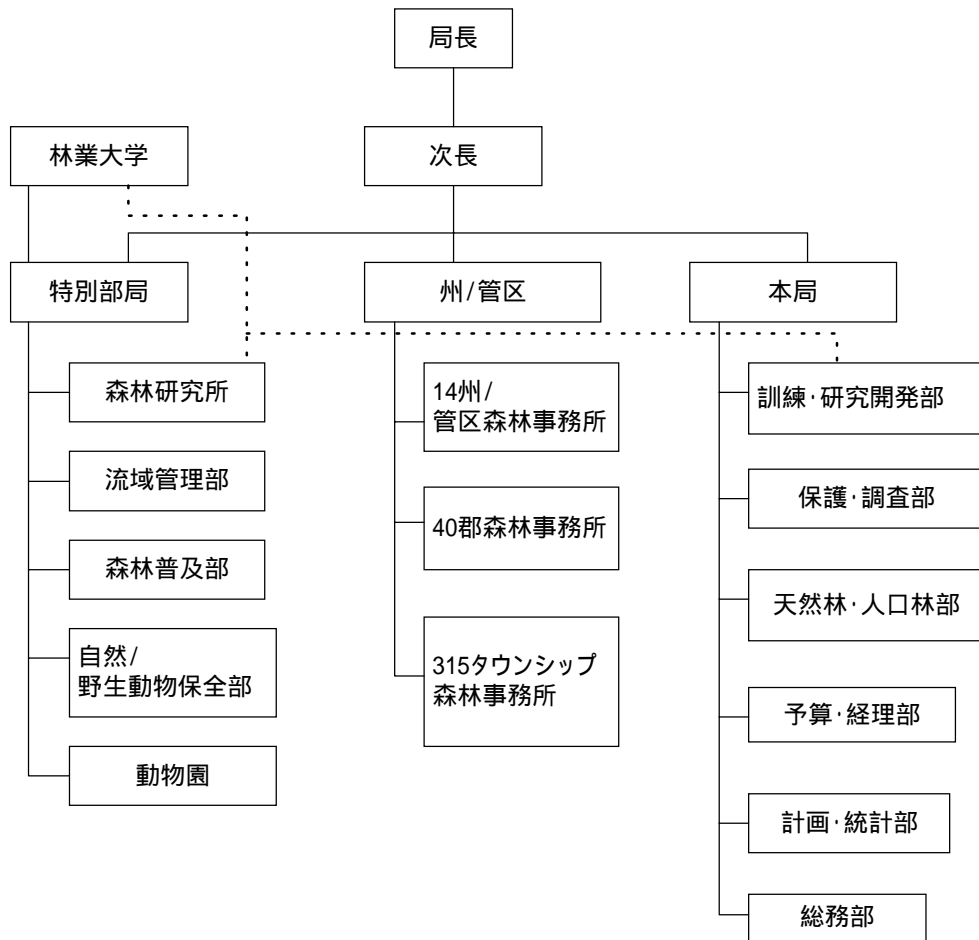 局長
林業大学
次長
特別部局
州/管区
本局
森林研究所
14州/
管区森林事務所
訓練・研究開発部
流域管理部
保護・調査部
40郡森林事務所
森林普及部
天然林・人口林部
自然/
野生動物保全部
315タウンシップ
森林事務所
予算・経理部
動物園
計画・統計部
総務部